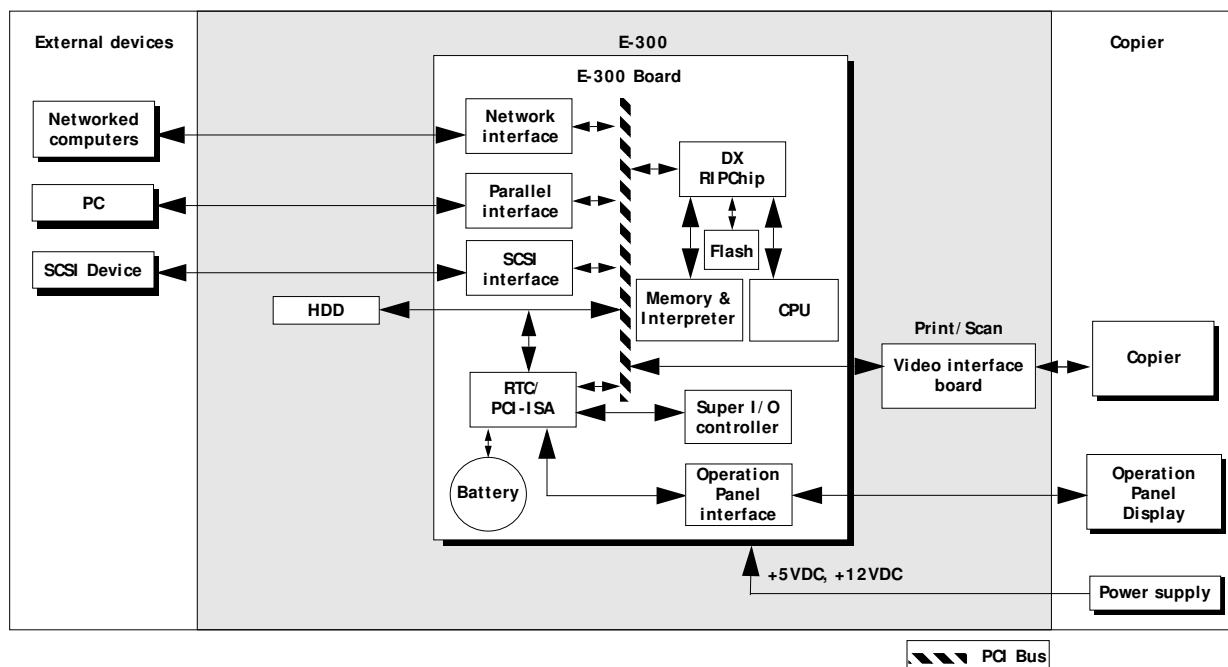 External devices
E-300
Copier
E-300 Board
Networked
computers
Network
interface
DX
RIPChip
PC
Parallel
interface
Flash
SCSI Device
SCSI
interface
HDD
Memory &
Interpreter
CPU
Print/Scan
Video interface
board
Copier
RTC/
PCI-ISA
Super I/O
controller
Battery
Operation
Panel
interface
Operation
Panel
Display
+5VDC, +12VDC
Power supply
PCI Bus